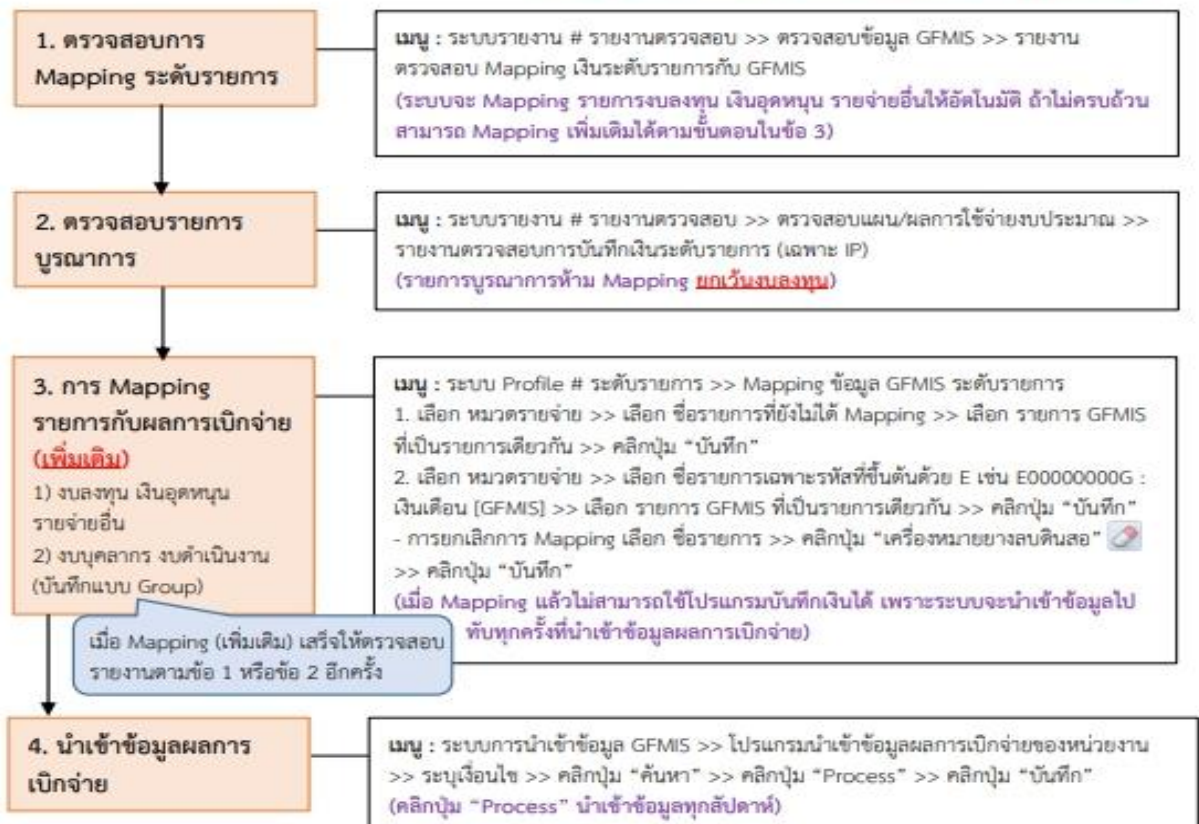 1. ตรวจสอบการ
Mapping ระดับรายการ
เมนู : ระบบรายงาน # รายงานตรวจสอบ >> ตรวจสอบข้อมูล GFMIS >> รายงาน
ตรวจสอบ Mapping เงินระดับรายการกับ GFMIS
(ระบบจะ Mapping รายการงบลงทุน เงินอุดหนุน รายจ่ายอื่นให้อัตโนมัติ ถ้าไม่ครบถ้วน
สามารถ Mapping เพิ่มเติมได้ตามขั้นตอนในข้อ 3)
2. ตรวจสอบรายการ
บูรณาการ
เมนู : ระบบรายงาน # รายงานตรวจสอบ >> ตรวจสอบแผน/ผลการใช้จ่ายงบประมาณ >>
รายงานตรวจสอบการบันทึกเงินระดับรายการ (เฉพาะ IP)
(รายการบูรณาการห้าม Mapping ยกเว้นงบลงทุน)
3. การ Mapping
รายการกับผลการเบิกจ่าย
(เพิ่มเติม)
1) งบลงทุน เงินอุดหนุน
รายจ่ายอื่น
2) งบบุคลากร งบดำเนินงาน
(บันทึกแบบ Group)
เมื่อ Mapping (เพิ่มเติม) เสร็จให้ตรวจสอบ
รายงานตามข้อ 1 หรือข้อ 2 อีกครั้ง
เมนู : ระบบ Profile # ระดับรายการ >> Mapping ข้อมูล GFMIS ระดับรายการ
1. เลือก หมวดรายจ่าย >> เลือก ชื่อรายการที่ยังไม่ได้ Mapping >> เลือก รายการ GFMIS
ที่เป็นรายการเดียวกัน >> คลิกปุ่ม “บันทึก”
2. เลือก หมวดรายจ่าย >> เลือก ชื่อรายการเฉพาะรหัสที่ขึ้นต้นด้วย E เช่น E00000000G :
เงินเดือน [GFMIS] >> เลือก รายการ GFMIS ที่เป็นรายการเดียวกัน >> คลิกปุ่ม “บันทึก”
- การยกเลิกการ Mapping เลือก ชื่อรายการ >> คลิกปุ่ม “เครื่องหมายยางลบดินสอ”
>> คลิกปุ่ม “บันทึก”
(เมื่อ Mapping แล้วไม่สามารถใช้โปรแกรมบันทึกเงินได้ เพราะระบบจะนำเข้าข้อมูลไป
ทับทุกครั้งที่นำเข้าข้อมูลผลการเบิกจ่าย)
4. นำเข้าข้อมูลผลการ
เบิกจ่าย
เมนู : ระบบการนำเข้าข้อมูล GFMIS >> โปรแกรมนำเข้าข้อมูลผลการเบิกจ่ายของหน่วยงาน
>> ระบุเงื่อนไข >> คลิกปุ่ม “ค้นหา” >> คลิกปุ่ม “Process” >> คลิกปุ่ม “บันทึก”
(คลิกปุ่ม “Process” นำเข้าข้อมูลทุกสัปดาห์)